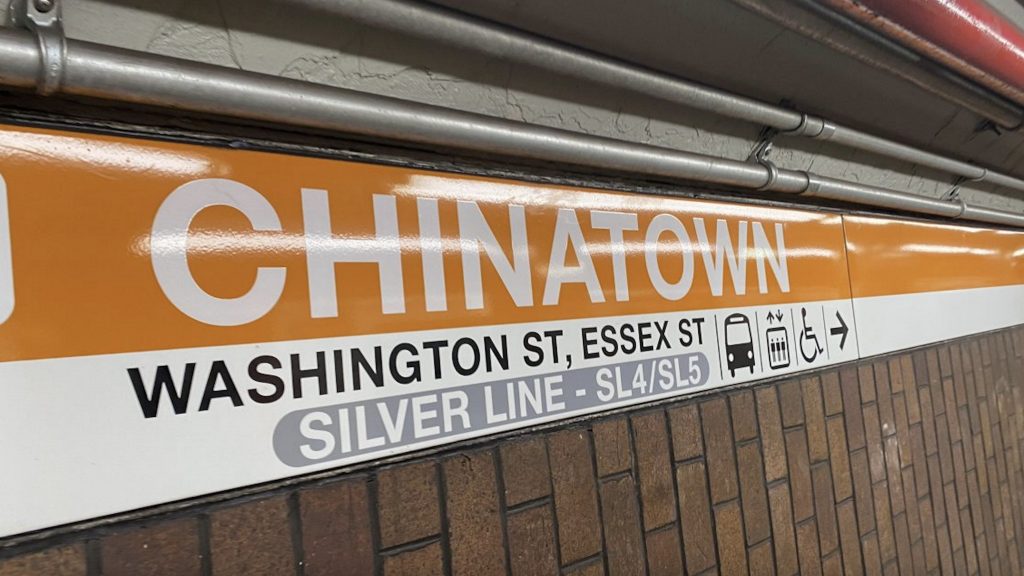 CHINATOWN
WASHINGTON ST, ESSEX ST
SILVER LINE - SL4/SL5